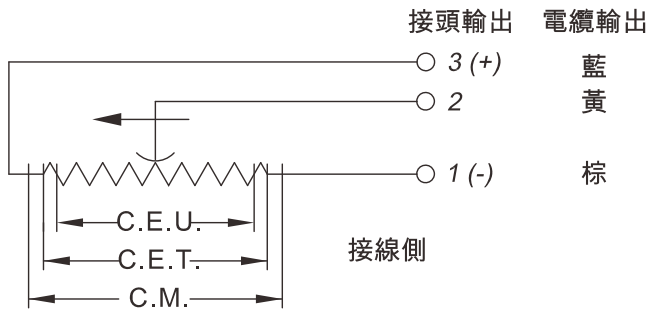 接頭輸出 電纜輸出
3 (+) 藍
2 黃
1 (-) 棕
C.E.U.
C.E.T.
接線側
C.M.